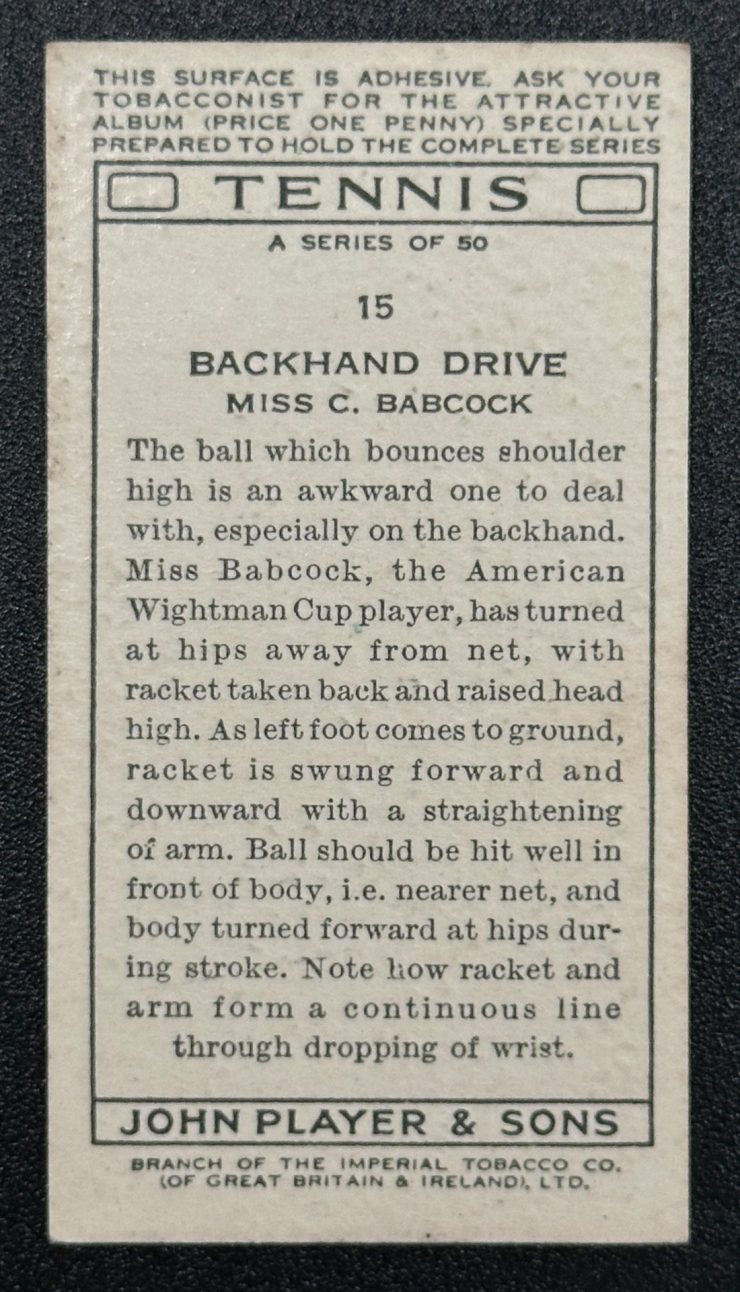 THIS SURFACE IS ADHESIVE. ASK YOUR
TOBACCONIST FOR THE ATTRACTIVE
ALBUM (PRICE ONE PENNY) SPECIALLY
PREPARED TO HOLD THE COMPLETE SERIES
TENNIS
A SERIES OF 50
15
BACKHAND DRIVE
MISS C. BABCOCK
The ball which bounces shoulder
high is an awkward one to deal
with, especially on the backhand.
Miss Babcock, the American
Wightman Cup player, has turned
at hips away from net, with
racket taken back and raised head
high. As left foot comes to ground,
racket is swung forward and
downward with a straightening
of arm. Ball should be hit well in
front of body, i.e. nearer net, and
body turned forward at hips dur-
ing stroke. Note how racket and
arm form a continuous line
through dropping of wrist.
JOHN PLAYER & SONS
BRANCH OF THE IMPERIAL TOBACCO CO.
(OF GREAT BRITAIN & IRELAND), LTD.